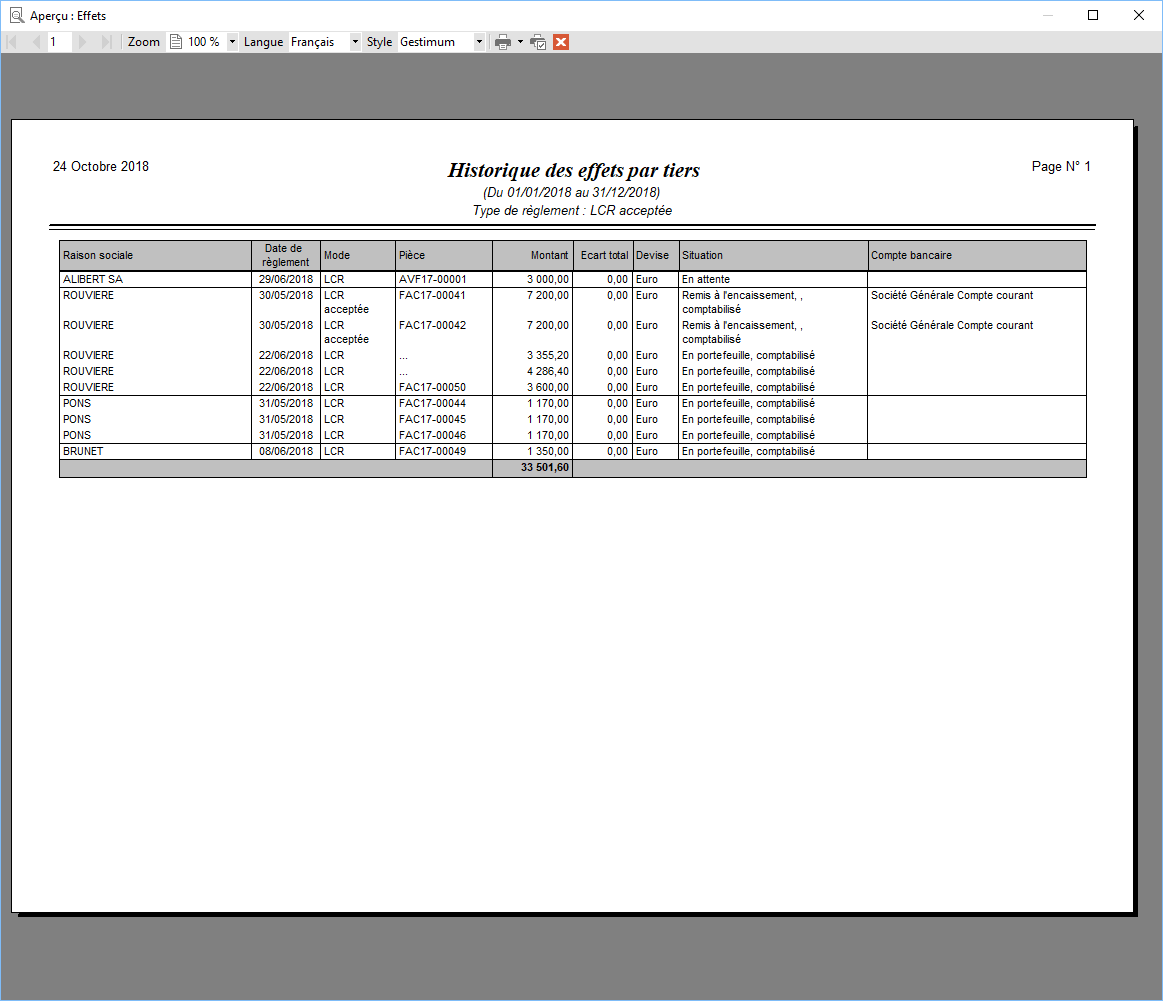 Aperçu : Effets
1 Zoom 100 % Langue Français Style Gestimum
24 Octobre 2018 Historique des effets par tiers Page N° 1
(Du 01/01/2018 au 31/12/2018)
Type de règlement : LCR acceptée
Raison sociale Date de règlement Mode Pièce Montant Ecart total Devise Situation Compte bancaire
ALIBERT SA 29/06/2018 LCR AVF17-00001 3 000,00 0,00 Euro En attente
ROUVIERE 30/05/2018 LCR FAC17-00041 7 200,00 0,00 Euro Remis à l'encaissement, , Société Générale Compte courant
acceptée comptabilisé
ROUVIERE 30/05/2018 LCR FAC17-00042 7 200,00 0,00 Euro Remis à l'encaissement, , Société Générale Compte courant
acceptée comptabilisé
ROUVIERE 22/06/2018 LCR ... 3 355,20 0,00 Euro En portefeuille, comptabilisé
ROUVIERE 22/06/2018 LCR ... 4 286,40 0,00 Euro En portefeuille, comptabilisé
ROUVIERE 22/06/2018 LCR FAC17-00050 3 600,00 0,00 Euro En portefeuille, comptabilisé
PONS 31/05/2018 LCR FAC17-00044 1 170,00 0,00 Euro En portefeuille, comptabilisé
PONS 31/05/2018 LCR FAC17-00045 1 170,00 0,00 Euro En portefeuille, comptabilisé
PONS 31/05/2018 LCR FAC17-00046 1 170,00 0,00 Euro En portefeuille, comptabilisé
BRUNET 08/06/2018 LCR FAC17-00049 1 350,00 0,00 Euro En portefeuille, comptabilisé
33 501,60